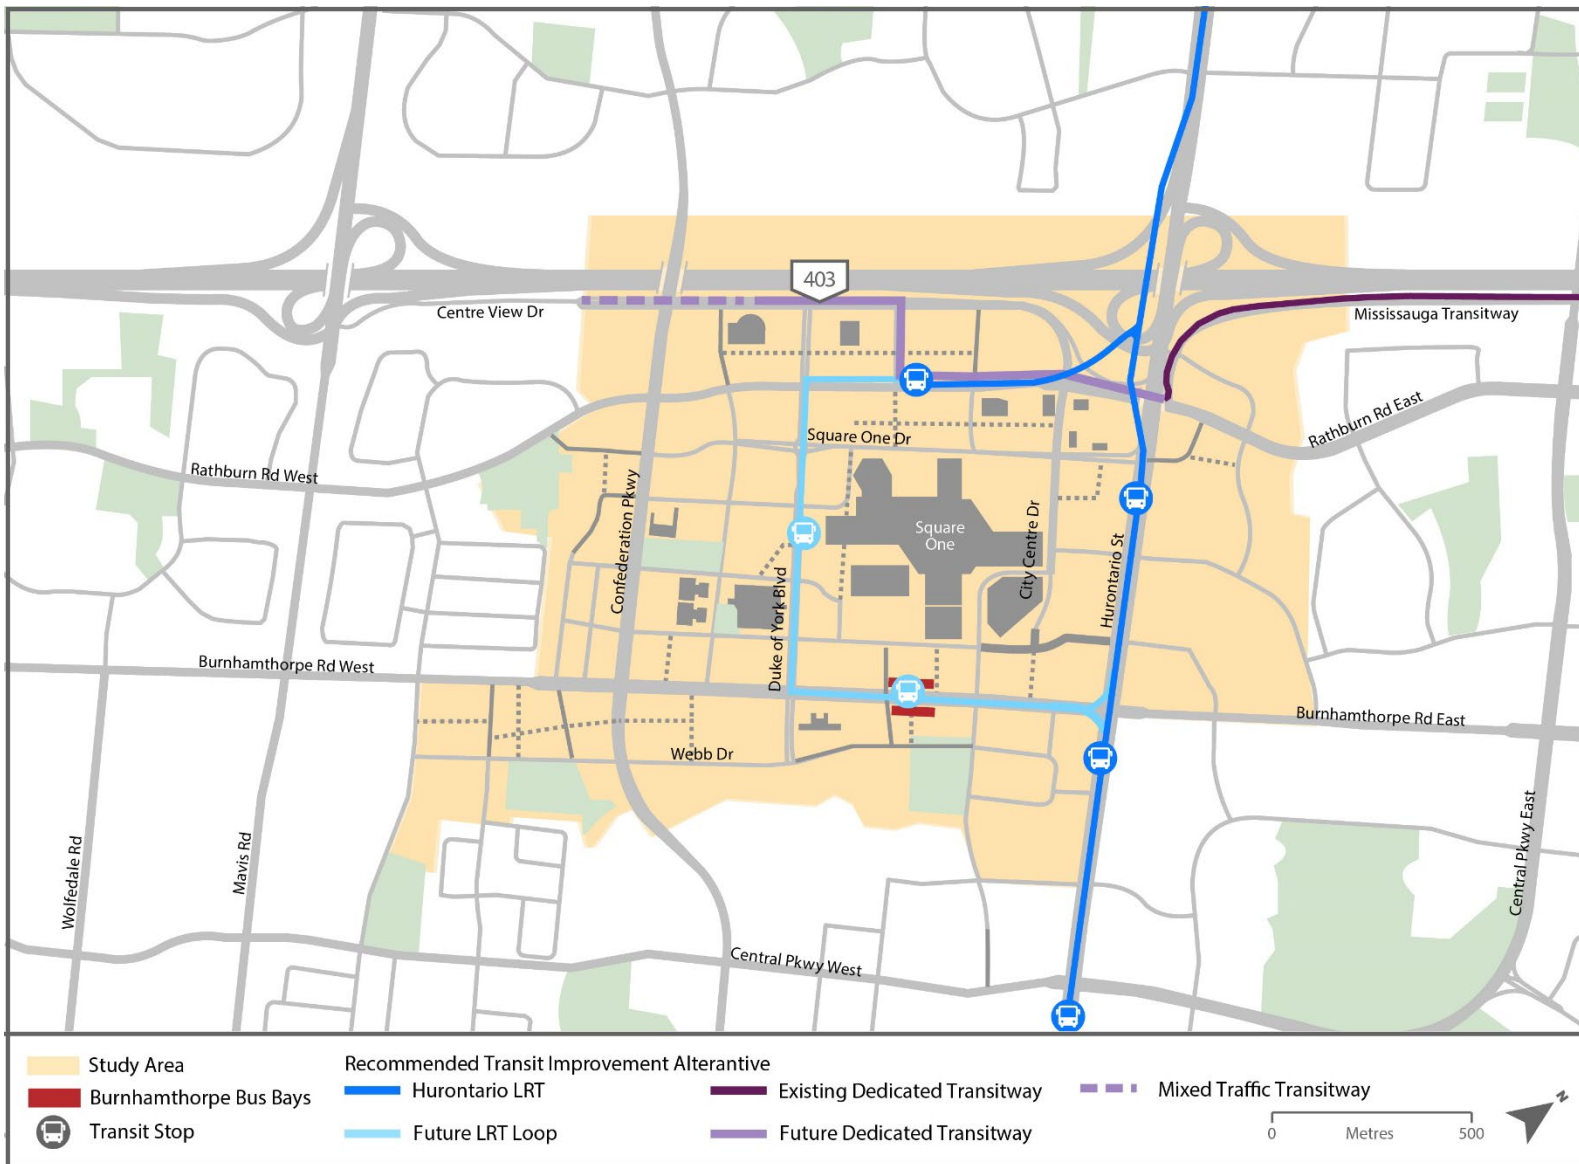 403
Centre View Dr
Mississauga Transitway
Rathburn Rd East
Square One Dr
Rathburn Rd West
Confederation Pkwy
Square
One
City Centre Dr
Hurontario St
Duke of York Blvd
Burnhamthorpe Rd West
Burnhamthorpe Rd East
Webb Dr
Wolfedale Rd
Mavis Rd
Central Pkwy East
Central Pkwy West
Study Area
Burnhamthorpe Bus Bays
Transit Stop
Recommended Transit Improvement Alterantive
Hurontario LRT
Future LRT Loop
Existing Dedicated Transitway
Future Dedicated Transitway
Mixed Traffic Transitway
0 Metres 500
N